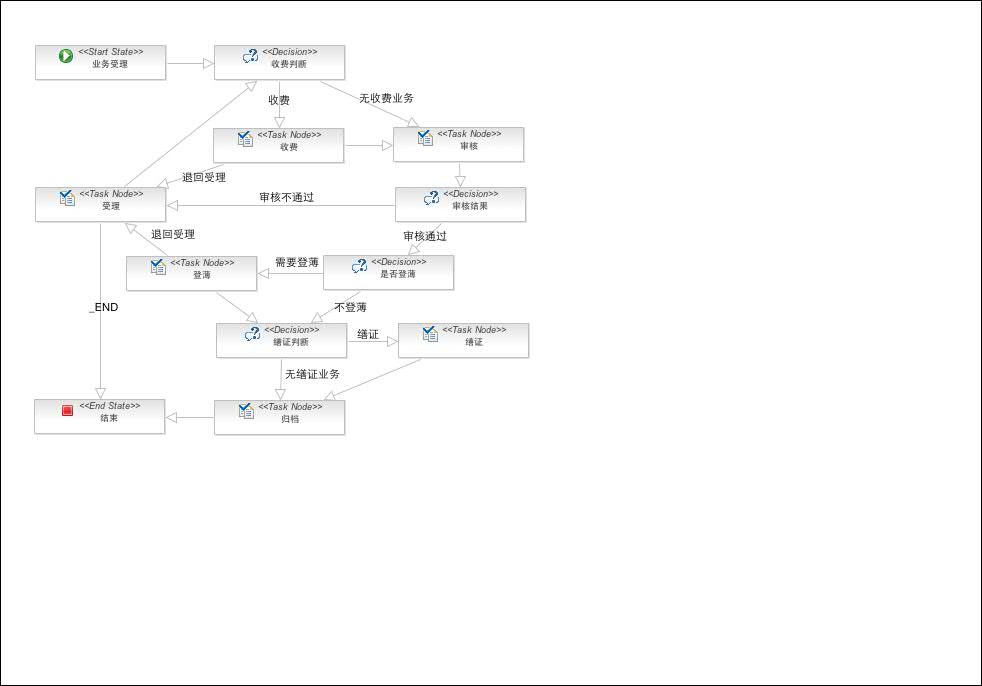 <<Start State>>
业务受理
<<Decision>>
收费判断
收费
无收费业务
<<Task Node>>
收费
<<Task Node>>
审核
退回受理
<<Task Node>>
受理
审核不通过
<<Decision>>
审核结果
退回受理
审核通过
<<Task Node>>
登薄
需要登薄
<<Decision>>
是否登薄
_END
不登薄
<<Decision>>
缮证判断
缮证
<<Task Node>>
缮证
无缮证业务
<<End State>>
结束
<<Task Node>>
归档